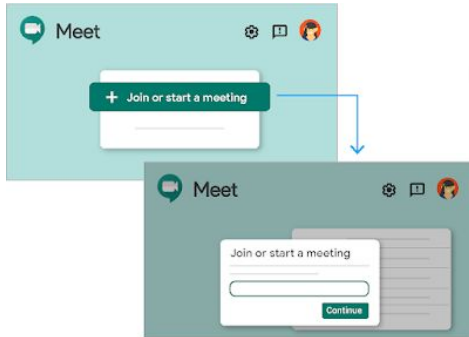 Meet
+ Join or start a meeting
Meet
Join or start a meeting
Continue